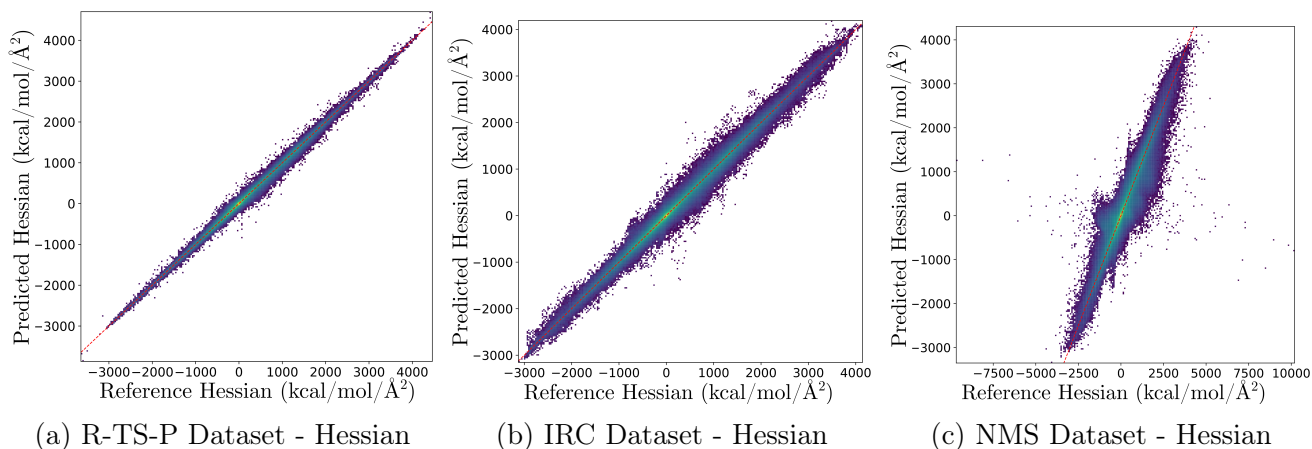 Predicted Hessian (kcal/mol/Å²)
4000
3000
2000
1000
0
−1000
−2000
−3000
−3000 −2000 −1000 0 1000 2000 3000 4000
Reference Hessian (kcal/mol/Å²)
(a) R-TS-P Dataset - Hessian
Predicted Hessian (kcal/mol/Å²)
4000
3000
2000
1000
0
−1000
−2000
−3000
−3000 −2000 −1000 0 1000 2000 3000 4000
Reference Hessian (kcal/mol/Å²)
(b) IRC Dataset - Hessian
Predicted Hessian (kcal/mol/Å²)
4000
3000
2000
1000
0
−1000
−2000
−3000
−7500 −5000 −2500 0 2500 5000 7500 10000
Reference Hessian (kcal/mol/Å²)
(c) NMS Dataset - Hessian